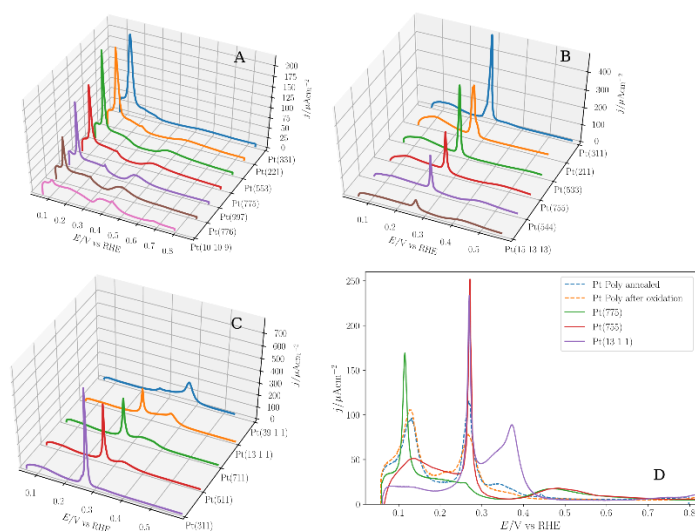 A
200
175
150
125
100
75
50
25
0
j/μAcm⁻²
Pt(331)
Pt(221)
Pt(553)
Pt(775)
Pt(997)
Pt(776)
Pt(10 10 9)
0.1
0.2
0.3
0.4
0.5
0.6
0.7
0.8
E/V vs RHE
B
400
300
200
100
0
j/μAcm⁻²
Pt(311)
Pt(211)
Pt(533)
Pt(755)
Pt(544)
Pt(15 13 13)
0.1
0.2
0.3
0.4
0.5
E/V vs RHE
C
700
600
500
400
300
200
100
0
j/μAcm⁻²
Pt(39 1 1)
Pt(13 1 1)
Pt(711)
Pt(511)
Pt(311)
0.1
0.2
0.3
0.4
0.5
E/V vs RHE
250
200
150
100
50
0
j/μAcm⁻²
Pt Poly annealed
Pt Poly after oxidation
Pt(775)
Pt(755)
Pt(13 1 1)
D
0.1
0.2
0.3
0.4
0.5
0.6
0.7
0.8
E/V vs RHE